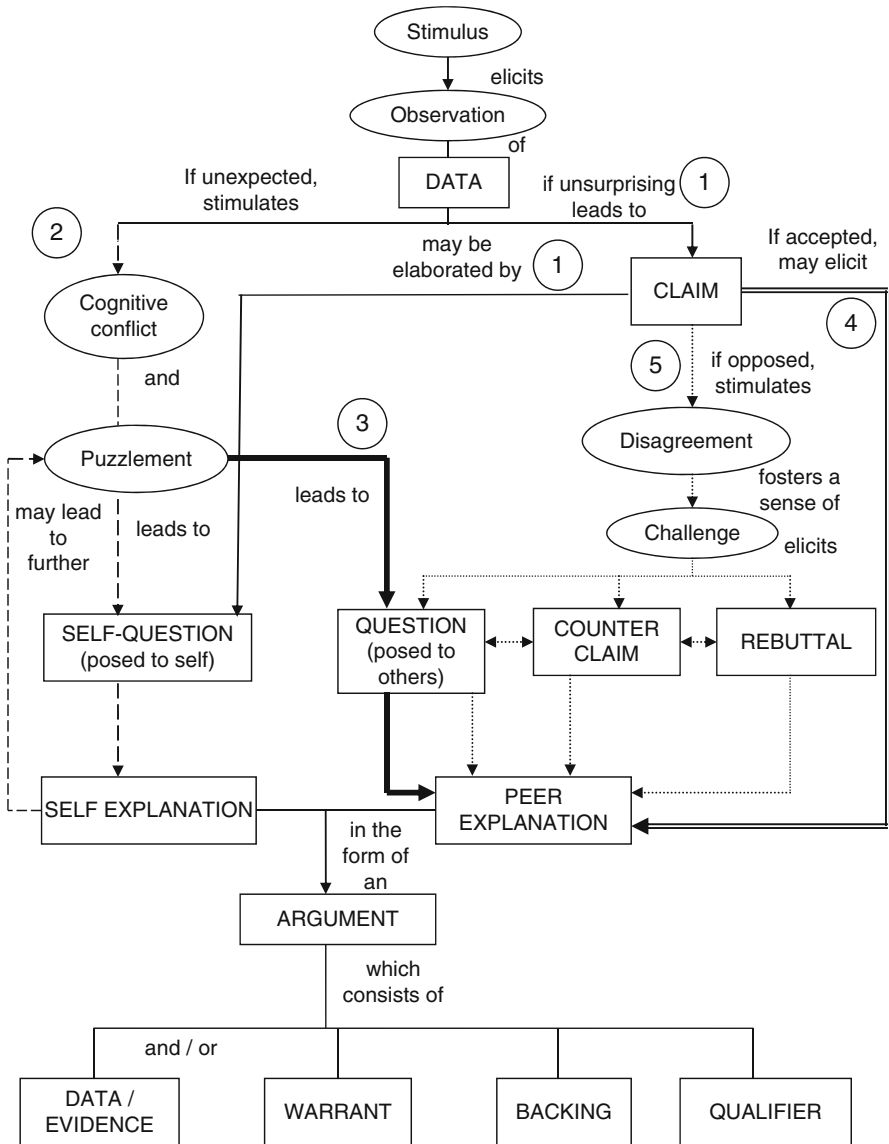 Stimulus
elicits
Observation
of
DATA
If unexpected,
stimulates
if unsurprising
leads to
1
2
may be
elaborated by
1
If accepted,
may elicit
CLAIM
4
Cognitive
conflict
and
5
if opposed,
stimulates
3
Puzzlement
Disagreement
may lead
to
further
leads to
leads to
fosters a
sense of
Challenge
elicits
SELF-QUESTION
(posed to self)
QUESTION
(posed to
others)
COUNTER
CLAIM
REBUTTAL
SELF EXPLANATION
PEER
EXPLANATION
in the
form of
an
ARGUMENT
which
consists of
and / or
DATA /
EVIDENCE
WARRANT
BACKING
QUALIFIER